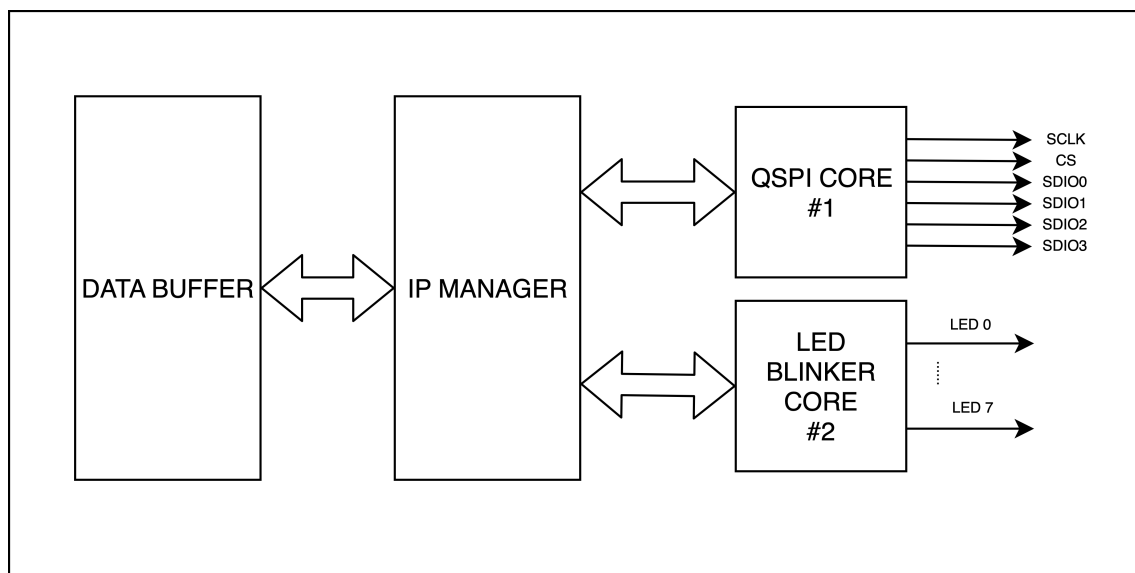 DATA BUFFER
IP MANAGER
QSPI CORE
#1
SCLK
CS
SDIO0
SDIO1
SDIO2
SDIO3
LED
BLINKER
CORE
#2
LED 0
LED 7